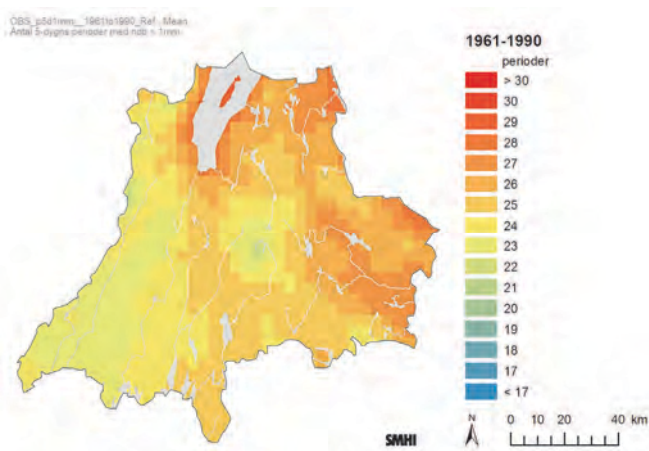 OBS_p5d1mm__1961to1990_Ref : Mean
Antal 5-dygns perioder med ndb < 1mm
1961-1990
perioder
> 30
30
29
28
27
26
25
24
23
22
21
20
19
18
17
< 17
N
0 10 20 40 km
SMHI